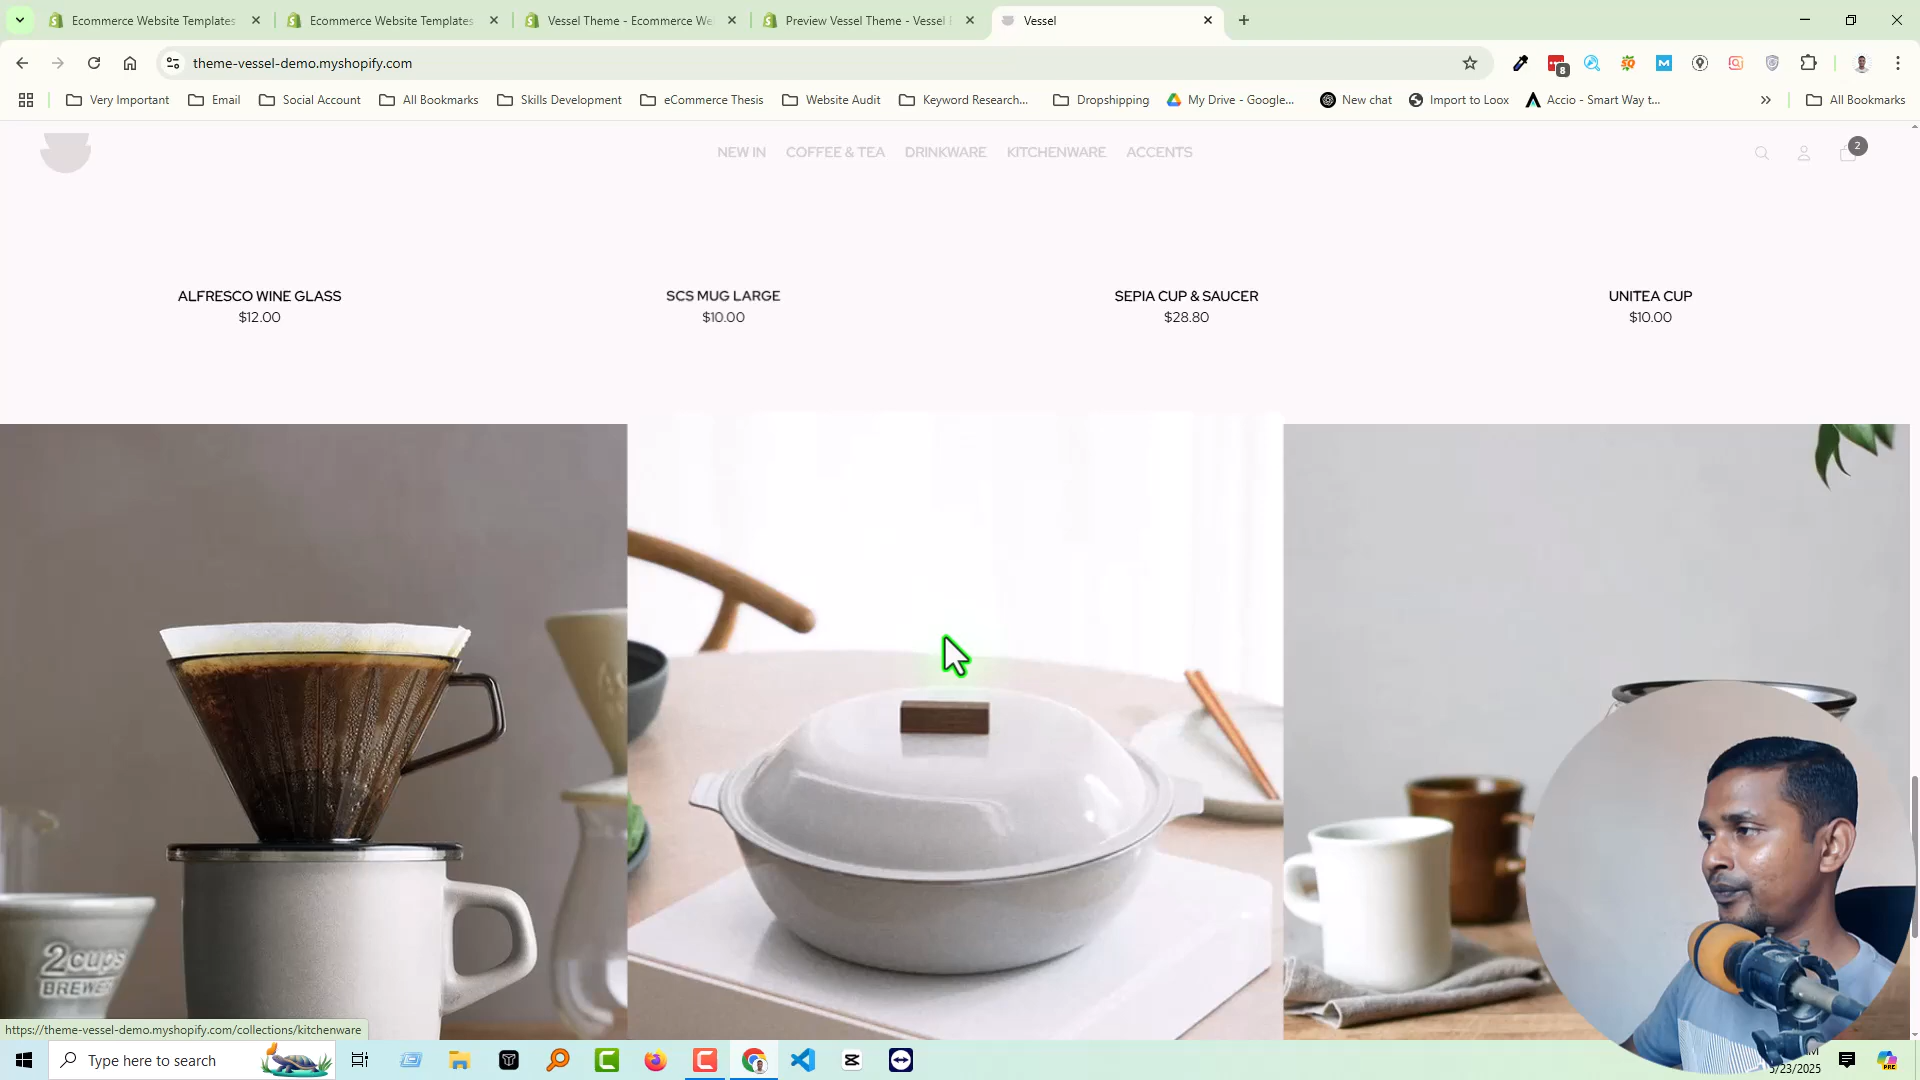 Ecommerce Website Templates
Ecommerce Website Templates
Vessel Theme - Ecommerce We
Preview Vessel Theme - Vessel
Vessel
theme-vessel-demo.myshopify.com
8
Very Important
Email
Social Account
All Bookmarks
Skills Development
eCommerce Thesis
Website Audit
Keyword Research...
Dropshipping
My Drive - Google...
New chat
Import to Loox
Accio - Smart Way t...
All Bookmarks
NEW IN
COFFEE & TEA
DRINKWARE
KITCHENWARE
ACCENTS
2
ALFRESCO WINE GLASS
$12.00
SCS MUG LARGE
$10.00
SEPIA CUP & SAUCER
$28.80
UNITEA CUP
$10.00
2cups
BREWER
https://theme-vessel-demo.myshopify.com/collections/kitchenware
Type here to search
/23/2025